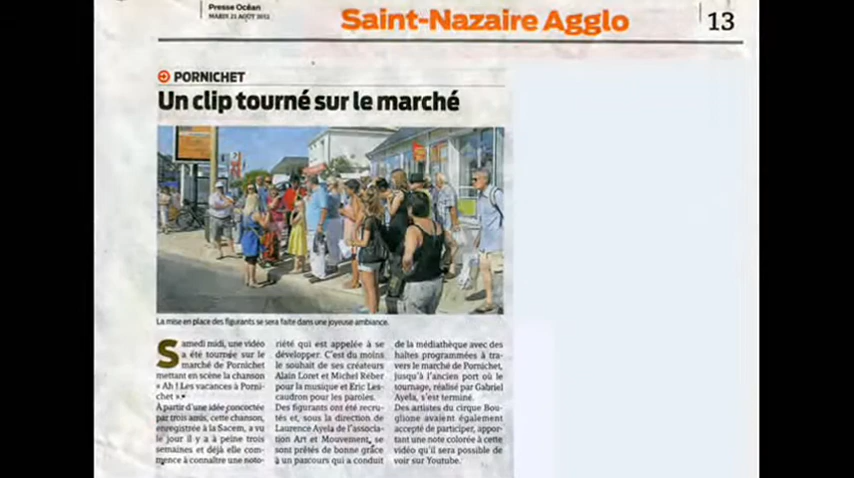 Presse Océan
MARDI 21 AOÛT 2012
Saint-Nazaire Agglo
13
PORNICHET
Un clip tourné sur le marché
La mise en place des figurants se sera faite dans une joyeuse ambiance.
Samedi midi, une vidéo
a été tournée sur le
marché de Pornichet
mettant en scène la chanson
« Ah ! Les vacances à Porni-
chet ».
À partir d'une idée concoctée
par trois amis, cette chanson,
enregistrée à la Sacem, a vu
le jour il y a à peine trois
semaines et déjà elle com-
mence à connaître une noto-
riété qui est appelée à se
développer. C'est du moins
le souhait de ses créateurs
Alain Loret et Michel Réber
pour la musique et Eric Les-
caudron pour les paroles.
Des figurants ont été recru-
tés et, sous la direction de
Laurence Ayela de l'associa-
tion Art et Mouvement, se
sont prêtés de bonne grâce
à un parcours qui a conduit
de la médiathèque avec des
haltes programmées à tra-
vers le marché de Pornichet,
jusqu'à l'ancien port où le
tournage, réalisé par Gabriel
Ayela, s'est terminé.
Des artistes du cirque Bou-
glione avaient également
accepté de participer, appor-
tant une note colorée à cette
vidéo qu'il sera possible de
voir sur Youtube.